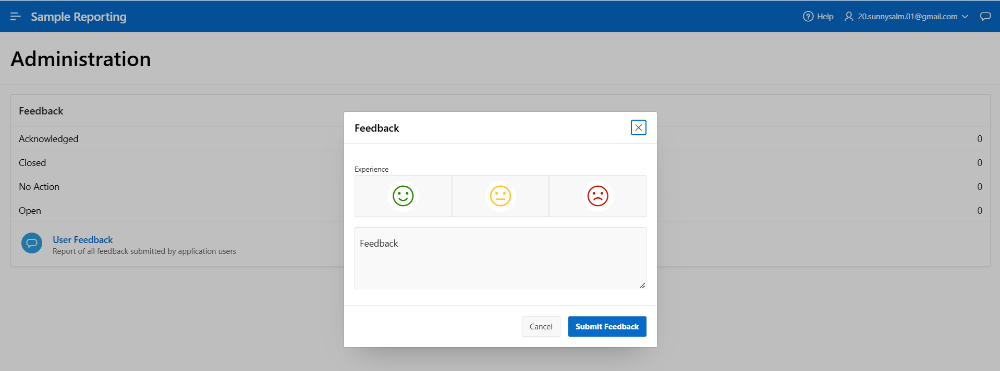 Sample Reporting
Help
20.sunnysalm.01@gmail.com
Administration
Feedback
Acknowledged 0
Closed 0
No Action 0
Open 0
User Feedback
Report of all feedback submitted by application users
Feedback
Experience
Feedback
Cancel
Submit Feedback